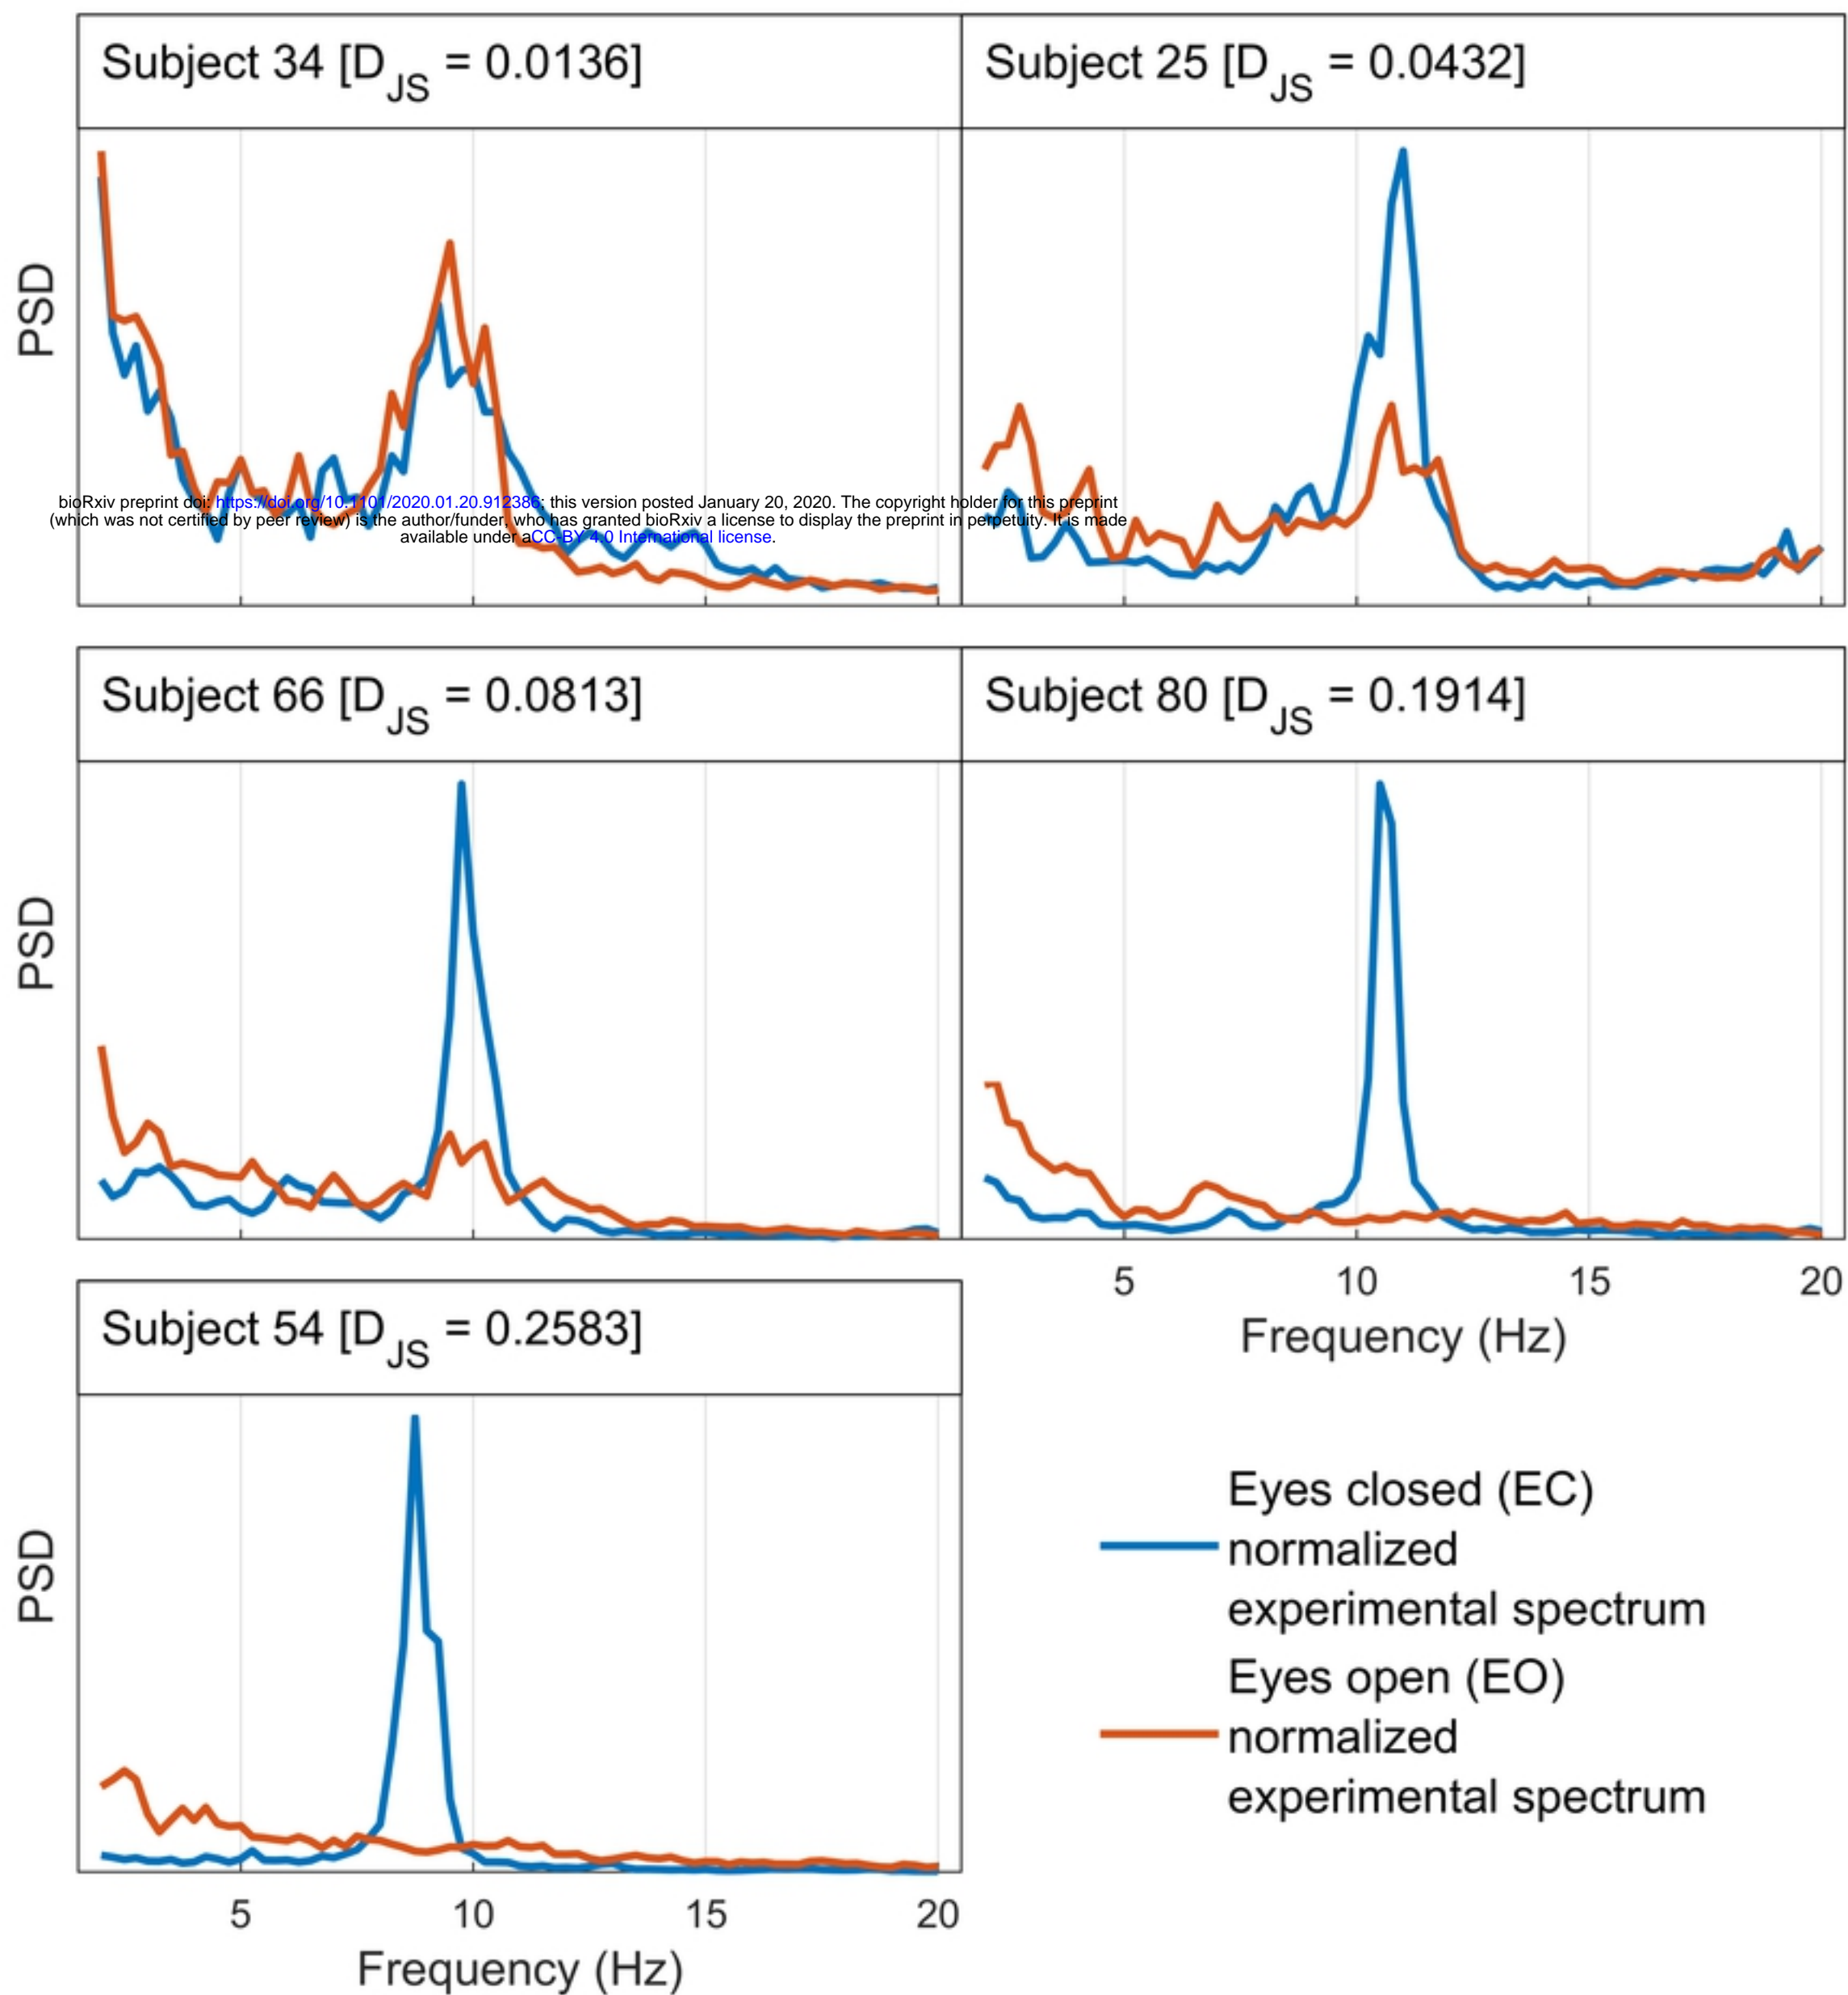 Subject 34 [D_JS = 0.0136]
Subject 25 [D_JS = 0.0432]
PSD
bioRxiv preprint doi: https://doi.org/10.1101/2020.01.20.912386; this version posted January 20, 2020. The copyright holder for this preprint
(which was not certified by peer review) is the author/funder, who has granted bioRxiv a license to display the preprint in perpetuity. It is made
available under aCC-BY 4.0 International license.
Subject 66 [D_JS = 0.0813]
Subject 80 [D_JS = 0.1914]
PSD
5 10 15 20
Frequency (Hz)
Subject 54 [D_JS = 0.2583]
PSD
5 10 15 20
Frequency (Hz)
Eyes closed (EC)
normalized
experimental spectrum
Eyes open (EO)
normalized
experimental spectrum